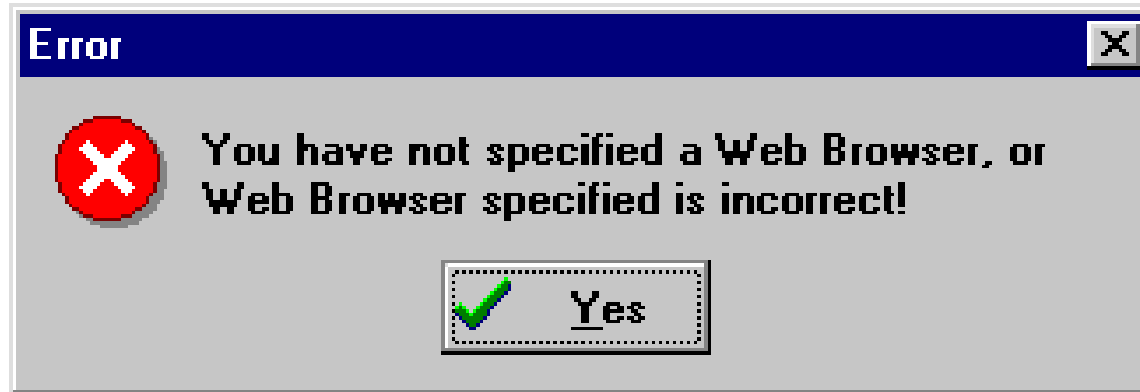 Error
You have not specified a Web Browser, or
Web Browser specified is incorrect!
Yes